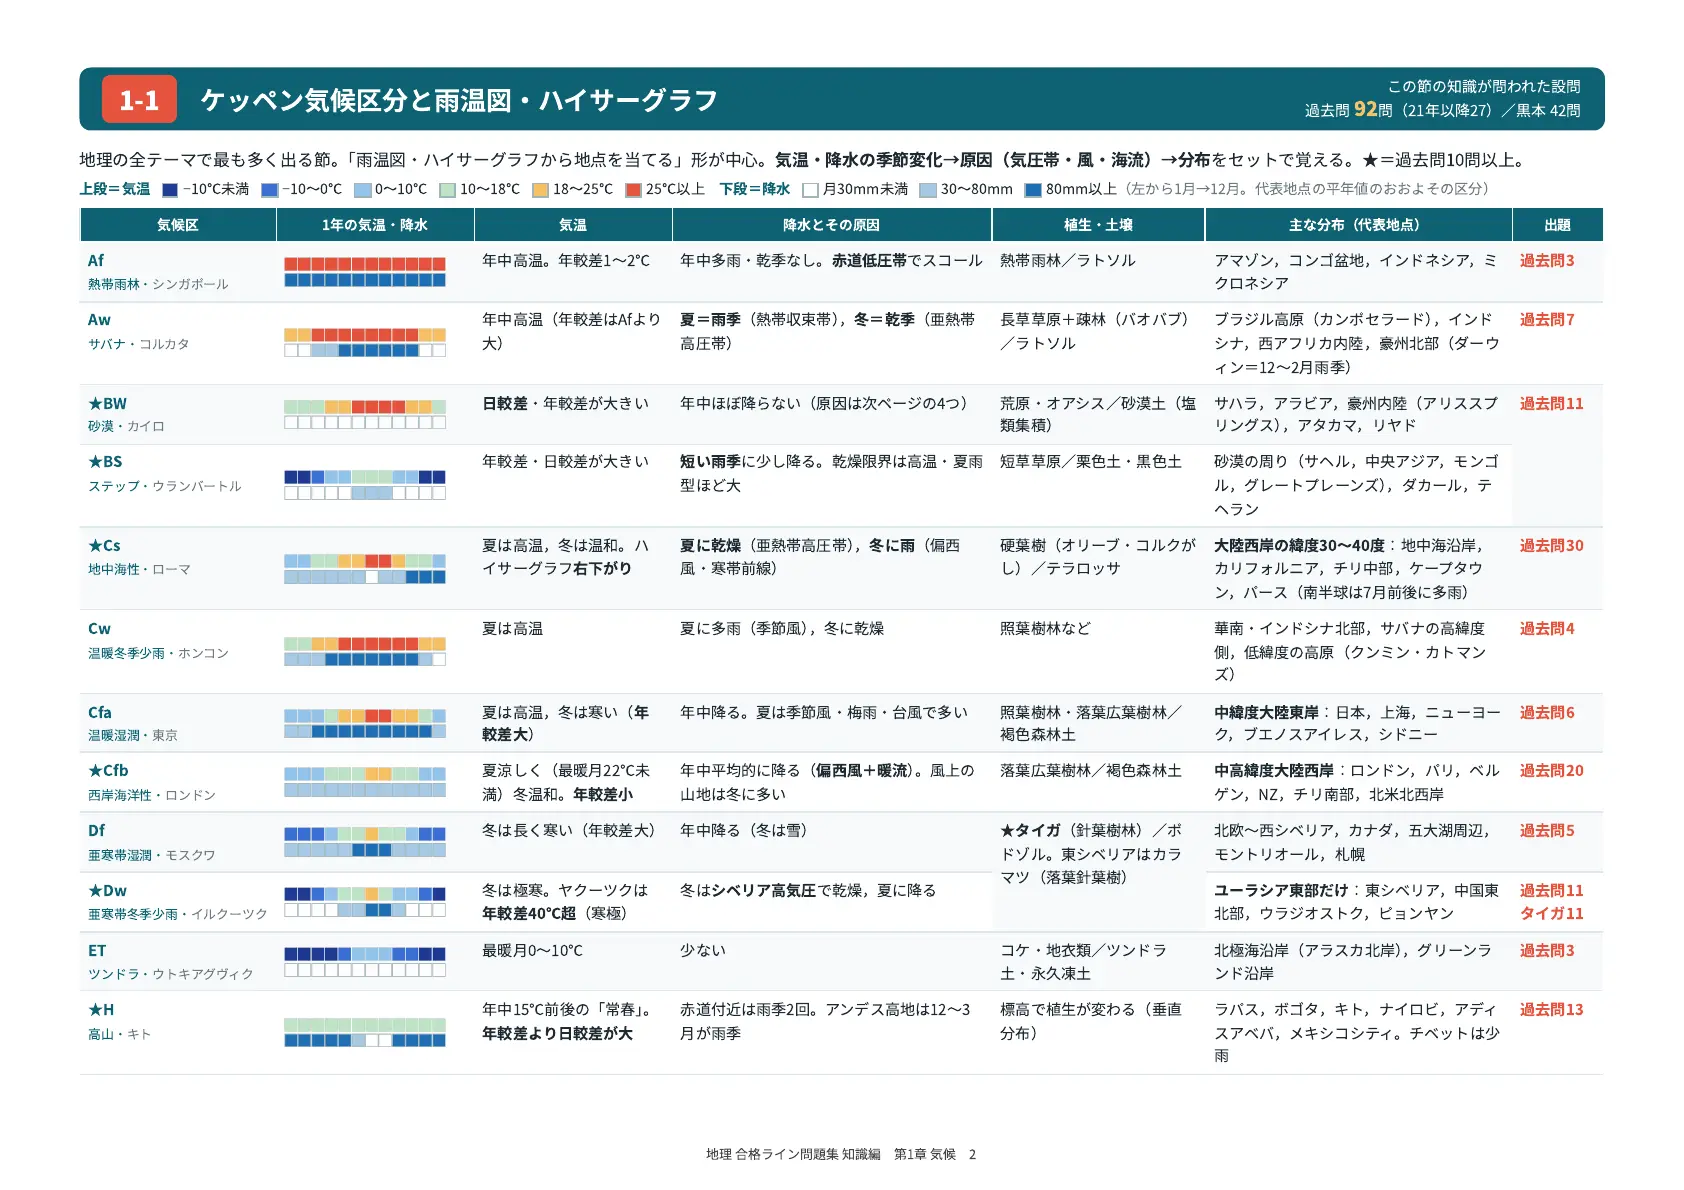 1-1 ケッペン気候区分と雨温図・ハイサーグラフ
この節の知識が問われた設問
過去問 92問（21年以降27）／黒本 42問
地理の全テーマで最も多く出る節。「雨温図・ハイサーグラフから地点を当てる」形が中心。気温・降水の季節変化→原因（気圧帯・風・海流）→分布をセットで覚える。★＝過去問10問以上。
上段＝気温 −10℃未満 −10〜0℃ 0〜10℃ 10〜18℃ 18〜25℃ 25℃以上 下段＝降水 月30mm未満 30〜80mm 80mm以上（左から1月→12月。代表地点の平年値のおおよその区分）
気候区 1年の気温・降水 気温 降水とその原因 植生・土壌 主な分布（代表地点） 出題
Af
熱帯雨林・シンガポール
年中高温。年較差1〜2℃
年中多雨・乾季なし。赤道低圧帯でスコール
熱帯雨林／ラトソル
アマゾン，コンゴ盆地，インドネシア，ミ
クロネシア
過去問3
Aw
サバナ・コルカタ
年中高温（年較差はAfより
大）
夏＝雨季（熱帯収束帯），冬＝乾季（亜熱帯
高圧帯）
長草草原＋疎林（バオバブ）
／ラトソル
ブラジル高原（カンポセラード），インド
シナ，西アフリカ内陸，豪州北部（ダーウ
ィン＝12〜2月雨季）
過去問7
★BW
砂漠・カイロ
日較差・年較差が大きい
年中ほぼ降らない（原因は次ページの4つ）
荒原・オアシス／砂漠土（塩
類集積）
サハラ，アラビア，豪州内陸（アリススプ
リングス），アタカマ，リヤド
過去問11
★BS
ステップ・ウランバートル
年較差・日較差が大きい
短い雨季に少し降る。乾燥限界は高温・夏雨
型ほど大
短草草原／栗色土・黒色土
砂漠の周り（サヘル，中央アジア，モンゴ
ル，グレートプレーンズ），ダカール，テ
ヘラン
★Cs
地中海性・ローマ
夏は高温，冬は温和。ハ
イサーグラフ右下がり
夏に乾燥（亜熱帯高圧帯），冬に雨（偏西
風・寒帯前線）
硬葉樹（オリーブ・コルクが
し）／テラロッサ
大陸西岸の緯度30〜40度：地中海沿岸，
カリフォルニア，チリ中部，ケープタウ
ン，パース（南半球は7月前後に多雨）
過去問30
Cw
温暖冬季少雨・ホンコン
夏は高温
夏に多雨（季節風），冬に乾燥
照葉樹林など
華南・インドシナ北部，サバナの高緯度
側，低緯度の高原（クンミン・カトマン
ズ）
過去問4
Cfa
温暖湿潤・東京
夏は高温，冬は寒い（年
較差大）
年中降る。夏は季節風・梅雨・台風で多い
照葉樹林・落葉広葉樹林／
褐色森林土
中緯度大陸東岸：日本，上海，ニューヨー
ク，ブエノスアイレス，シドニー
過去問6
★Cfb
西岸海洋性・ロンドン
夏涼しく（最暖月22℃未
満）冬温和。年較差小
年中平均的に降る（偏西風＋暖流）。風上の
山地は冬に多い
落葉広葉樹林／褐色森林土
中高緯度大陸西岸：ロンドン，パリ，ベル
ゲン，NZ，チリ南部，北米北西岸
過去問20
Df
亜寒帯湿潤・モスクワ
冬は長く寒い（年較差大）
年中降る（冬は雪）
★タイガ（針葉樹林）／ポ
ドゾル。東シベリアはカラ
マツ（落葉針葉樹）
北欧〜西シベリア，カナダ，五大湖周辺，
モントリオール，札幌
過去問5
★Dw
亜寒帯冬季少雨・イルクーツク
冬は極寒。ヤクーツクは
年較差40℃超（寒極）
冬はシベリア高気圧で乾燥，夏に降る
ユーラシア東部だけ：東シベリア，中国東
北部，ウラジオストク，ピョンヤン
過去問11
タイガ11
ET
ツンドラ・ウトキアグヴィク
最暖月0〜10℃
少ない
コケ・地衣類／ツンドラ
土・永久凍土
北極海沿岸（アラスカ北岸），グリーンラ
ンド沿岸
過去問3
★H
高山・キト
年中15℃前後の「常春」。
年較差より日較差が大
赤道付近は雨季2回。アンデス高地は12〜3
月が雨季
標高で植生が変わる（垂直
分布）
ラパス，ボゴタ，キト，ナイロビ，アディ
スアベバ，メキシコシティ。チベットは少
雨
過去問13
地理 合格ライン問題集 知識編 第1章 気候 2